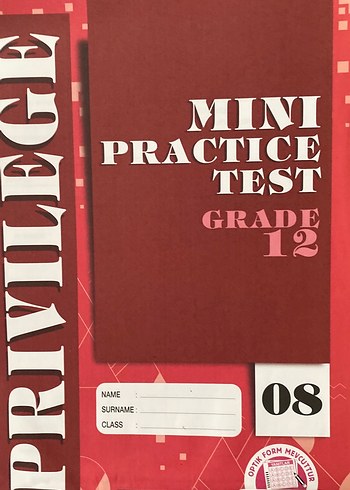 PRIVILEGE
MINI
PRACTICE
TEST
GRADE
12
NAME :
SURNAME :
CLASS :
08
OPTİK FORM MEVCUTTUR